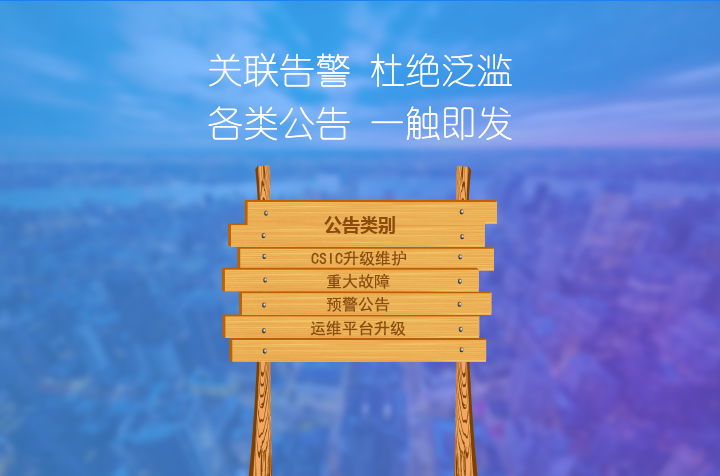 关联告警 杜绝泛滥
各类公告 一触即发
公告类别
CSIC升级维护
重大故障
预警公告
运维平台升级